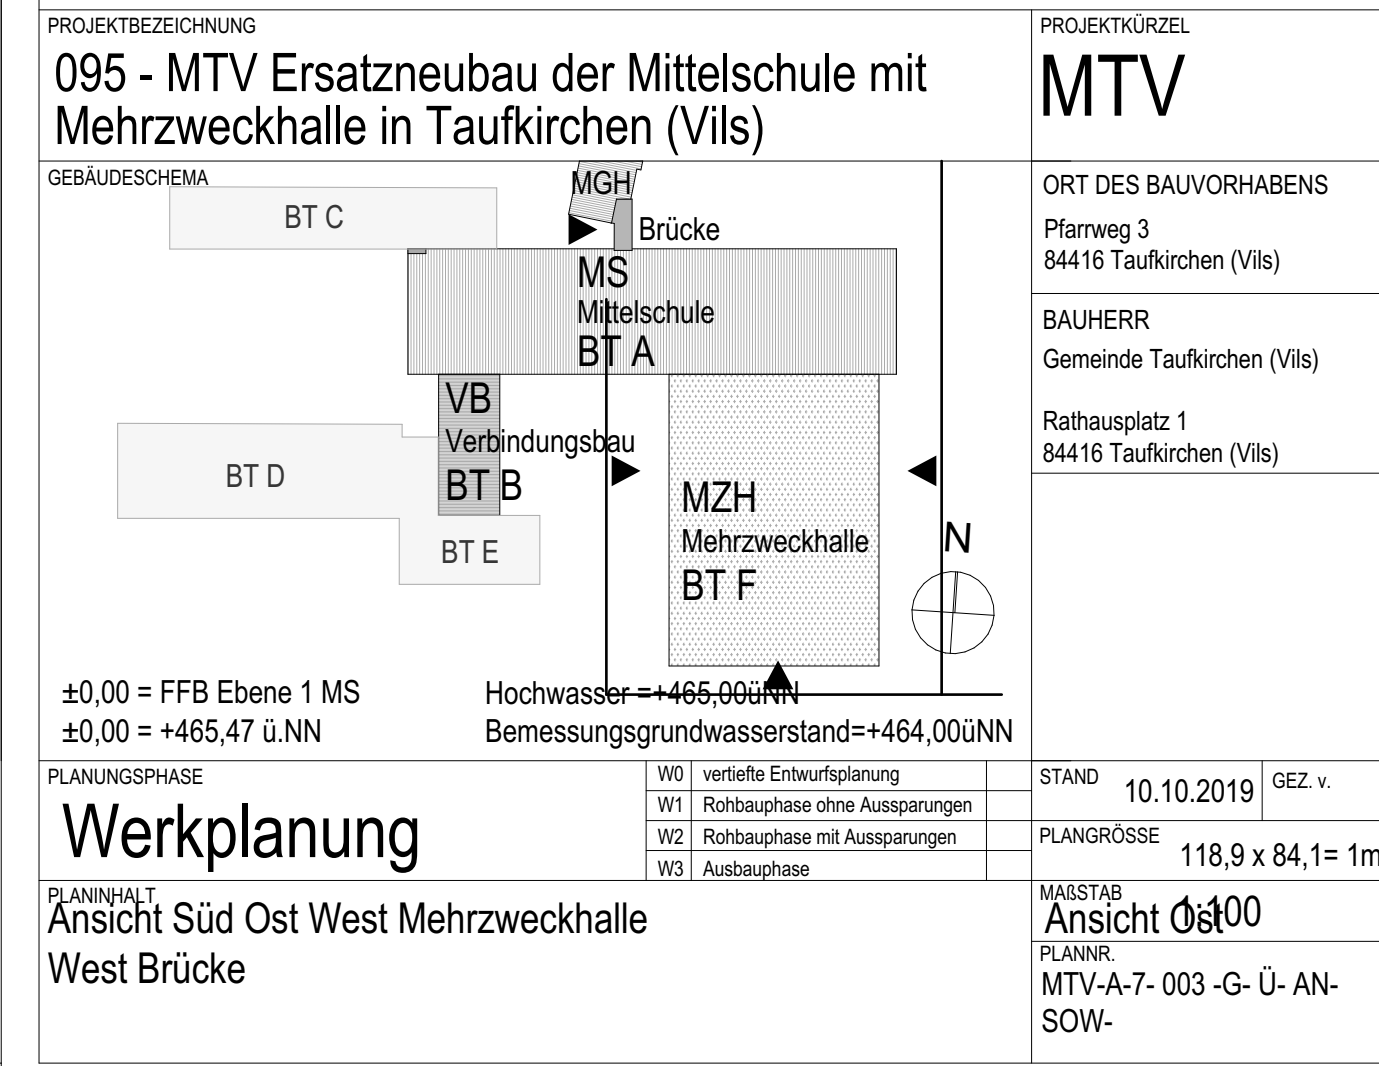 PROJEKTBEZEICHNUNG
095 - MTV Ersatzneubau der Mittelschule mit
Mehrzweckhalle in Taufkirchen (Vils)
PROJEKTKÜRZEL
MTV
GEBÄUDESCHEMA
MGH
BT C
Brücke
MS
Mittelschule
BT A
VB
Verbindungsbau
BT B
BT D
BT E
MZH
Mehrzweckhalle
BT F
N
±0,00 = FFB Ebene 1 MS
±0,00 = +465,47 ü.NN
Hochwasser =+465,00üNN
Bemessungsgrundwasserstand=+464,00üNN
ORT DES BAUVORHABENS
Pfarrweg 3
84416 Taufkirchen (Vils)
BAUHERR
Gemeinde Taufkirchen (Vils)
Rathausplatz 1
84416 Taufkirchen (Vils)
PLANUNGSPHASE
Werkplanung
W0 vertiefte Entwurfsplanung
W1 Rohbauphase ohne Aussparungen
W2 Rohbauphase mit Aussparungen
W3 Ausbauphase
STAND 10.10.2019 GEZ. v.
PLANGRÖSSE 118,9 x 84,1= 1m
PLANINHALT
Ansicht Süd Ost West Mehrzweckhalle
West Brücke
MAßSTAB
Ansicht Ost 1:100
PLANNR.
MTV-A-7- 003 -G- Ü- AN-
SOW-